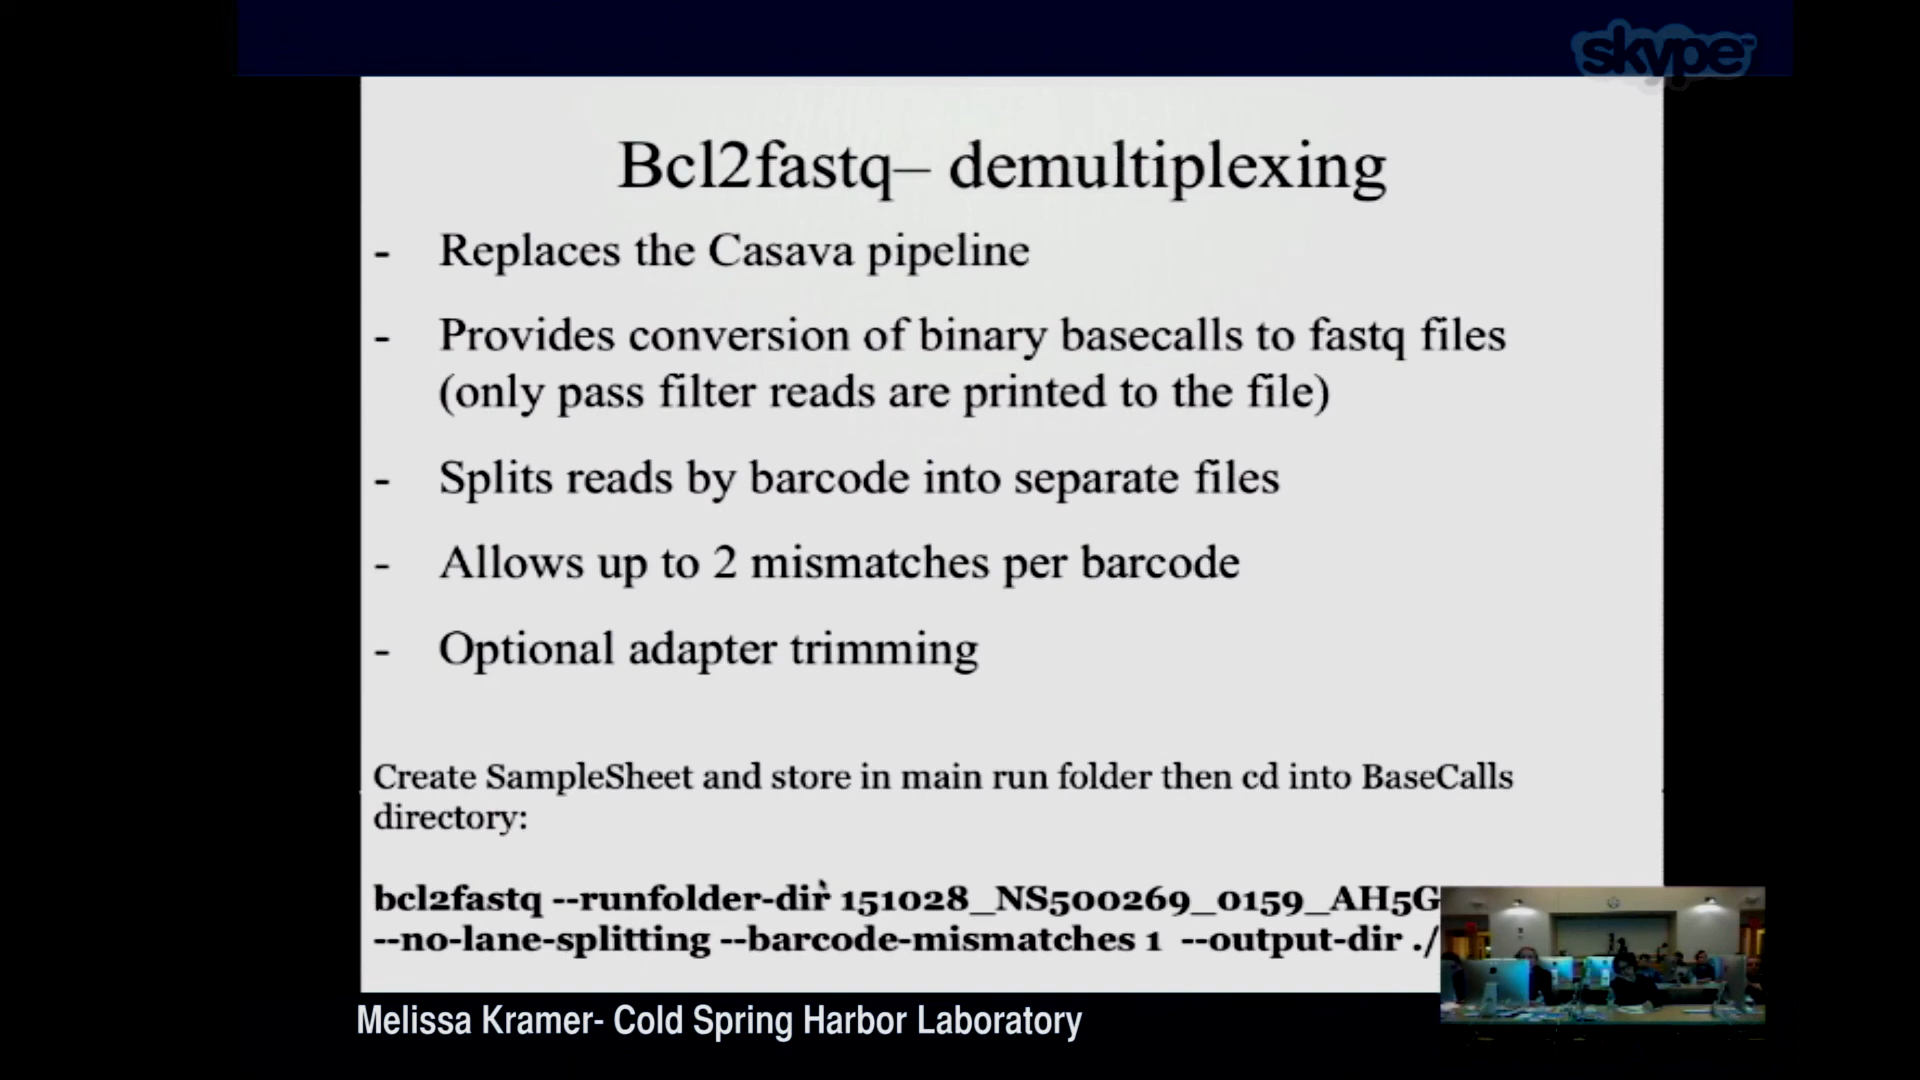 skype
Bcl2fastq– demultiplexing
- Replaces the Casava pipeline
- Provides conversion of binary basecalls to fastq files
(only pass filter reads are printed to the file)
- Splits reads by barcode into separate files
- Allows up to 2 mismatches per barcode
- Optional adapter trimming
Create SampleSheet and store in main run folder then cd into BaseCalls
directory:
bcl2fastq --runfolder-dir 151028_NS500269_0159_AH5G
--no-lane-splitting --barcode-mismatches 1 --output-dir ./
Melissa Kramer- Cold Spring Harbor Laboratory